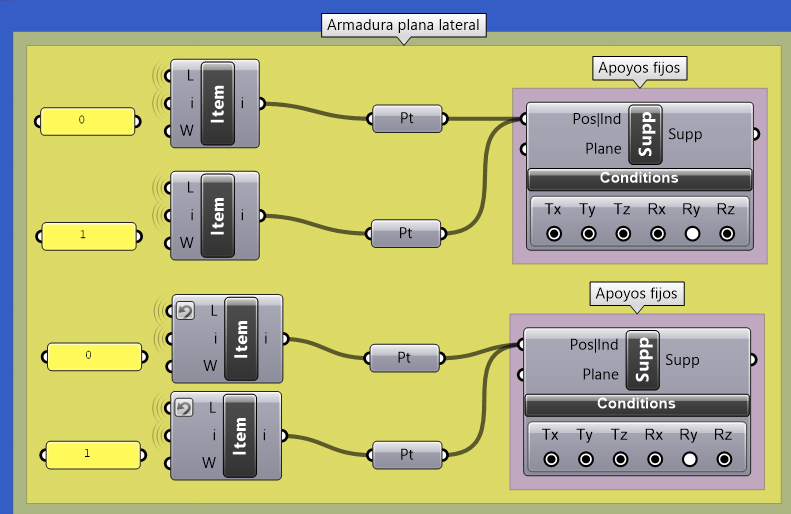 Armadura plana lateral
Apoyos fijos
0
L
i
W
Item
i
Pt
Pos|Ind
Plane
Supp
Supp
Conditions
Tx Ty Tz Rx Ry Rz
1
L
i
W
Item
i
Pt
Apoyos fijos
0
L
i
W
Item
i
Pt
Pos|Ind
Plane
Supp
Supp
Conditions
Tx Ty Tz Rx Ry Rz
1
L
i
W
Item
i
Pt